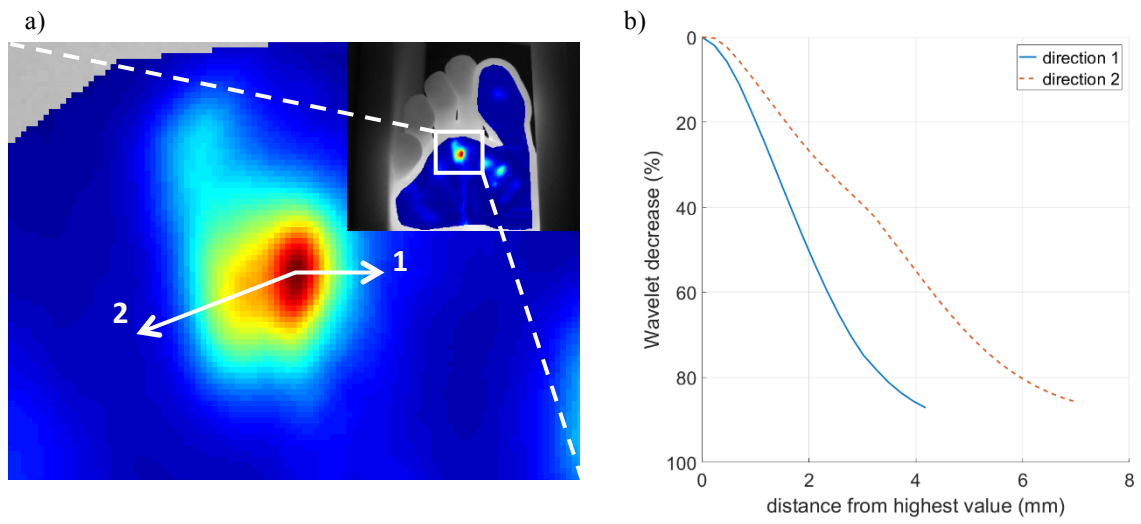 a)
1
2
b)
direction 1
direction 2
0
20
40
60
80
100
Wavelet decrease (%)
0 2 4 6 8
distance from highest value (mm)